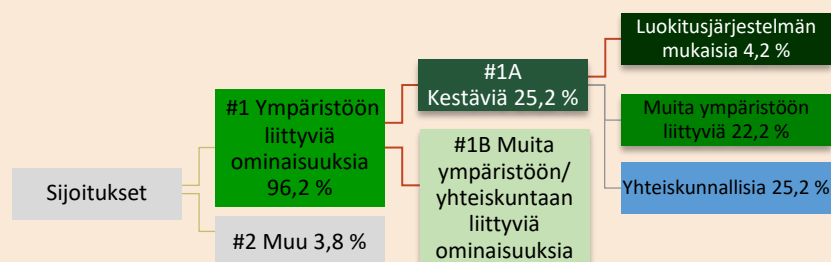 Sijoitukset
#1 Ympäristöön
liittyviä
ominaisuuksia
96,2 %
#2 Muu 3,8 %
#1A
Kestäviä 25,2 %
#1B Muita
ympäristöön/
yhteiskuntaan
liittyviä
ominaisuuksia
Luokitusjärjestelmän
mukaisia 4,2 %
Muita ympäristöön
liittyviä 22,2 %
Yhteiskunnallisia 25,2 %